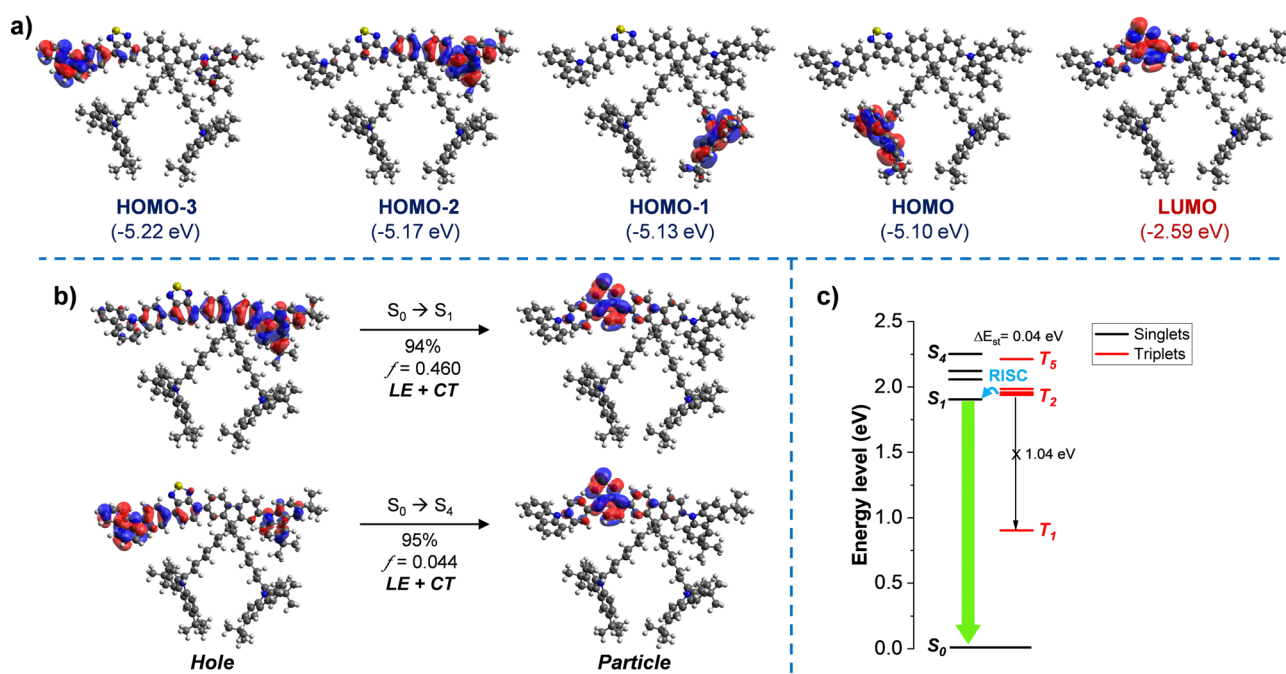 a)
HOMO-3
(-5.22 eV)
HOMO-2
(-5.17 eV)
HOMO-1
(-5.13 eV)
HOMO
(-5.10 eV)
LUMO
(-2.59 eV)
b)
S₀ → S₁
94%
f = 0.460
LE + CT
S₀ → S₄
95%
f = 0.044
LE + CT
Hole
Particle
c)
Energy level (eV)
2.5
2.0
1.5
1.0
0.5
0.0
ΔEst= 0.04 eV
Singlets
Triplets
S₄
T₅
RISC
S₁
T₂
X 1.04 eV
T₁
S₀